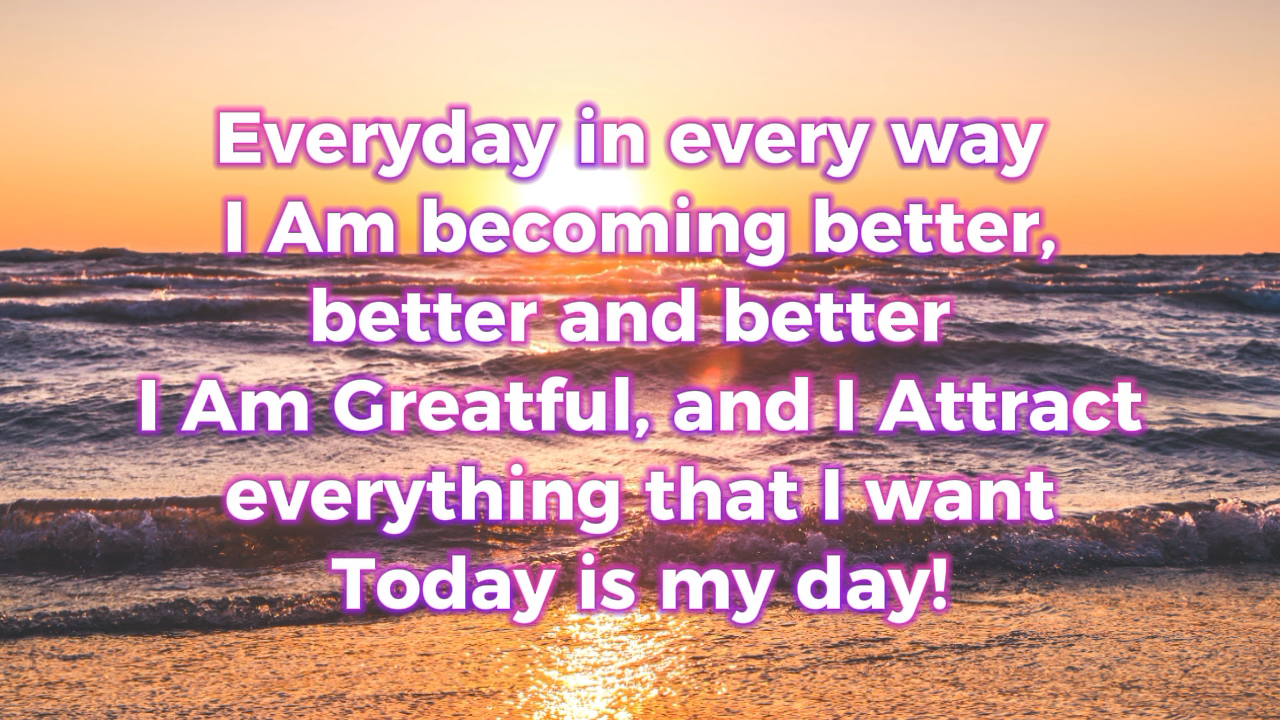 Everyday in every way
I Am becoming better,
better and better
I Am Greatful, and I Attract
everything that I want
Today is my day!